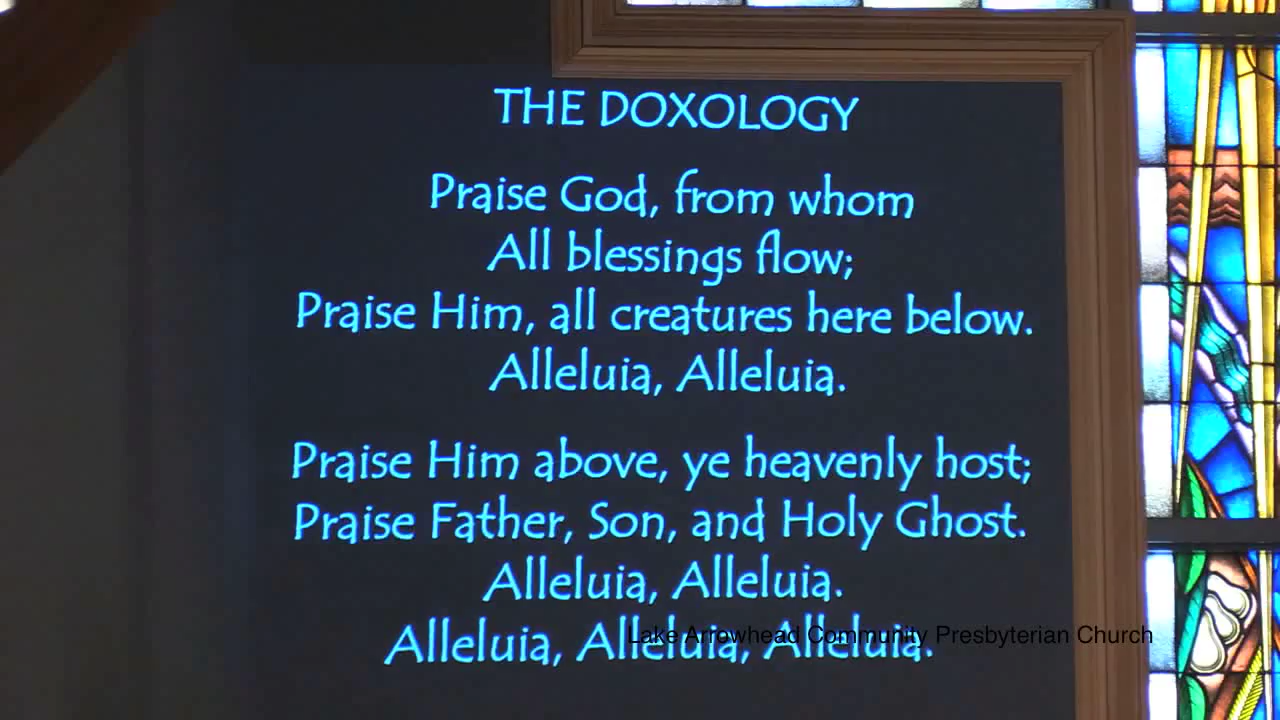 THE DOXOLOGY
Praise God, from whom
All blessings flow;
Praise Him, all creatures here below.
Alleluia, Alleluia.
Praise Him above, ye heavenly host;
Praise Father, Son, and Holy Ghost.
Alleluia, Alleluia.
Alleluia, Alleluia, Alleluia.
Lake Arrowhead Community Presbyterian Church